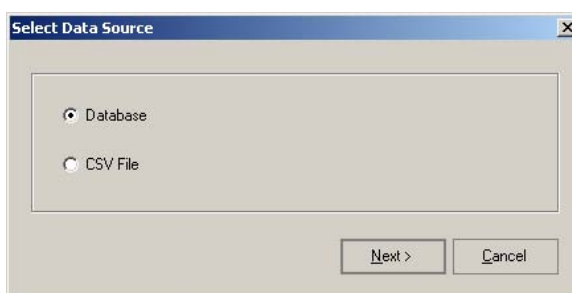 Select Data Source
Database
CSV File
Next >
Cancel